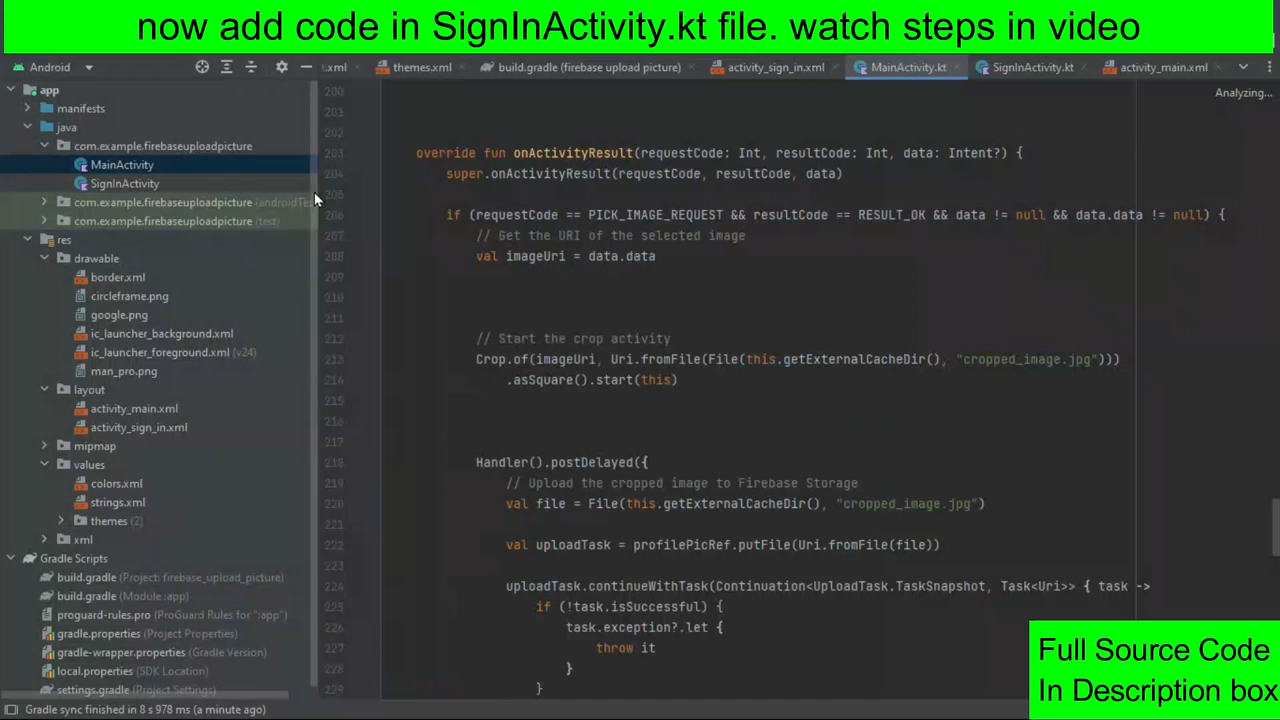 now add code in SignInActivity.kt file. watch steps in video
Android
.xml
themes.xml
build.gradle (firebase upload picture)
activity_sign_in.xml
MainActivity.kt
SignInActivity.kt
activity_main.xml
app
manifests
java
com.example.firebaseuploadpicture
MainActivity
SignInActivity
com.example.firebaseuploadpicture (androidTes
com.example.firebaseuploadpicture (test)
res
drawable
border.xml
circleframe.png
google.png
ic_launcher_background.xml
ic_launcher_foreground.xml (v24)
man_pro.png
layout
activity_main.xml
activity_sign_in.xml
mipmap
values
colors.xml
strings.xml
themes (2)
xml
Gradle Scripts
build.gradle (Project: firebase_upload_picture)
build.gradle (Module :app)
proguard-rules.pro (ProGuard Rules for ":app")
gradle.properties (Project Properties)
gradle-wrapper.properties (Gradle Version)
local.properties (SDK Location)
settings.gradle (Project Settings)
Analyzing...
200
201
202
203 override fun onActivityResult(requestCode: Int, resultCode: Int, data: Intent?) {
204 super.onActivityResult(requestCode, resultCode, data)
205
206 if (requestCode == PICK_IMAGE_REQUEST && resultCode == RESULT_OK && data != null && data.data != null) {
207 // Get the URI of the selected image
208 val imageUri = data.data
209
210
211
212 // Start the crop activity
213 Crop.of(imageUri, Uri.fromFile(File(this.getExternalCacheDir(), "cropped_image.jpg")))
214 .asSquare().start(this)
215
216
217
218 Handler().postDelayed({
219 // Upload the cropped image to Firebase Storage
220 val file = File(this.getExternalCacheDir(), "cropped_image.jpg")
221
222 val uploadTask = profilePicRef.putFile(Uri.fromFile(file))
223
224 uploadTask.continueWithTask(Continuation<UploadTask.TaskSnapshot, Task<Uri>> { task ->
225 if (!task.isSuccessful) {
226 task.exception?.let {
227 throw it
228 }
229 }
Full Source Code
In Description box
Gradle sync finished in 8 s 978 ms (a minute ago)